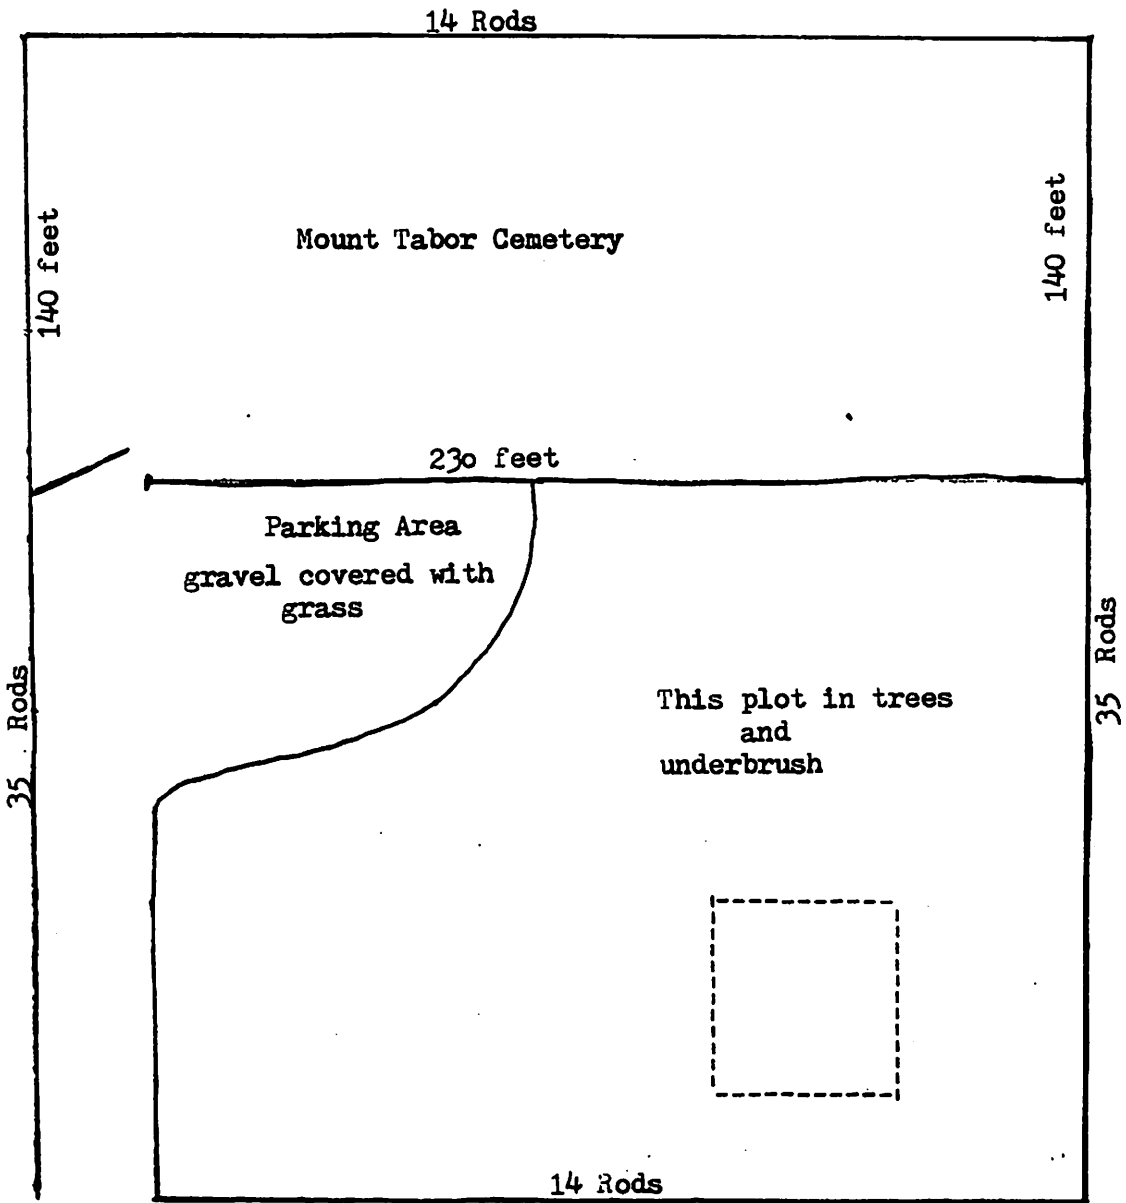 14 Rods
140 feet
140 feet
Mount Tabor Cemetery
230 feet
Parking Area
gravel covered with
grass
35 Rods
35 Rods
This plot in trees
and
underbrush
14 Rods